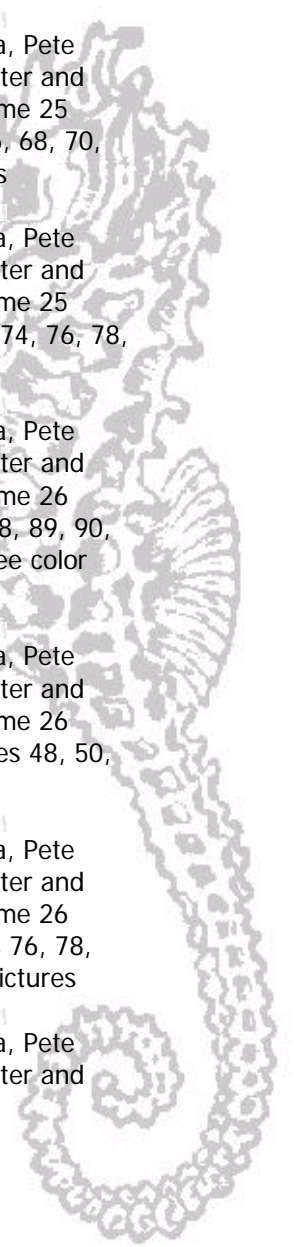 a, Pete
ter and
me 25
, 68, 70,
s
a, Pete
ter and
me 25
74, 76, 78,
a, Pete
ter and
me 26
8, 89, 90,
ee color
a, Pete
ter and
me 26
es 48, 50,
a, Pete
ter and
me 26
, 76, 78,
ictures
a, Pete
ter and